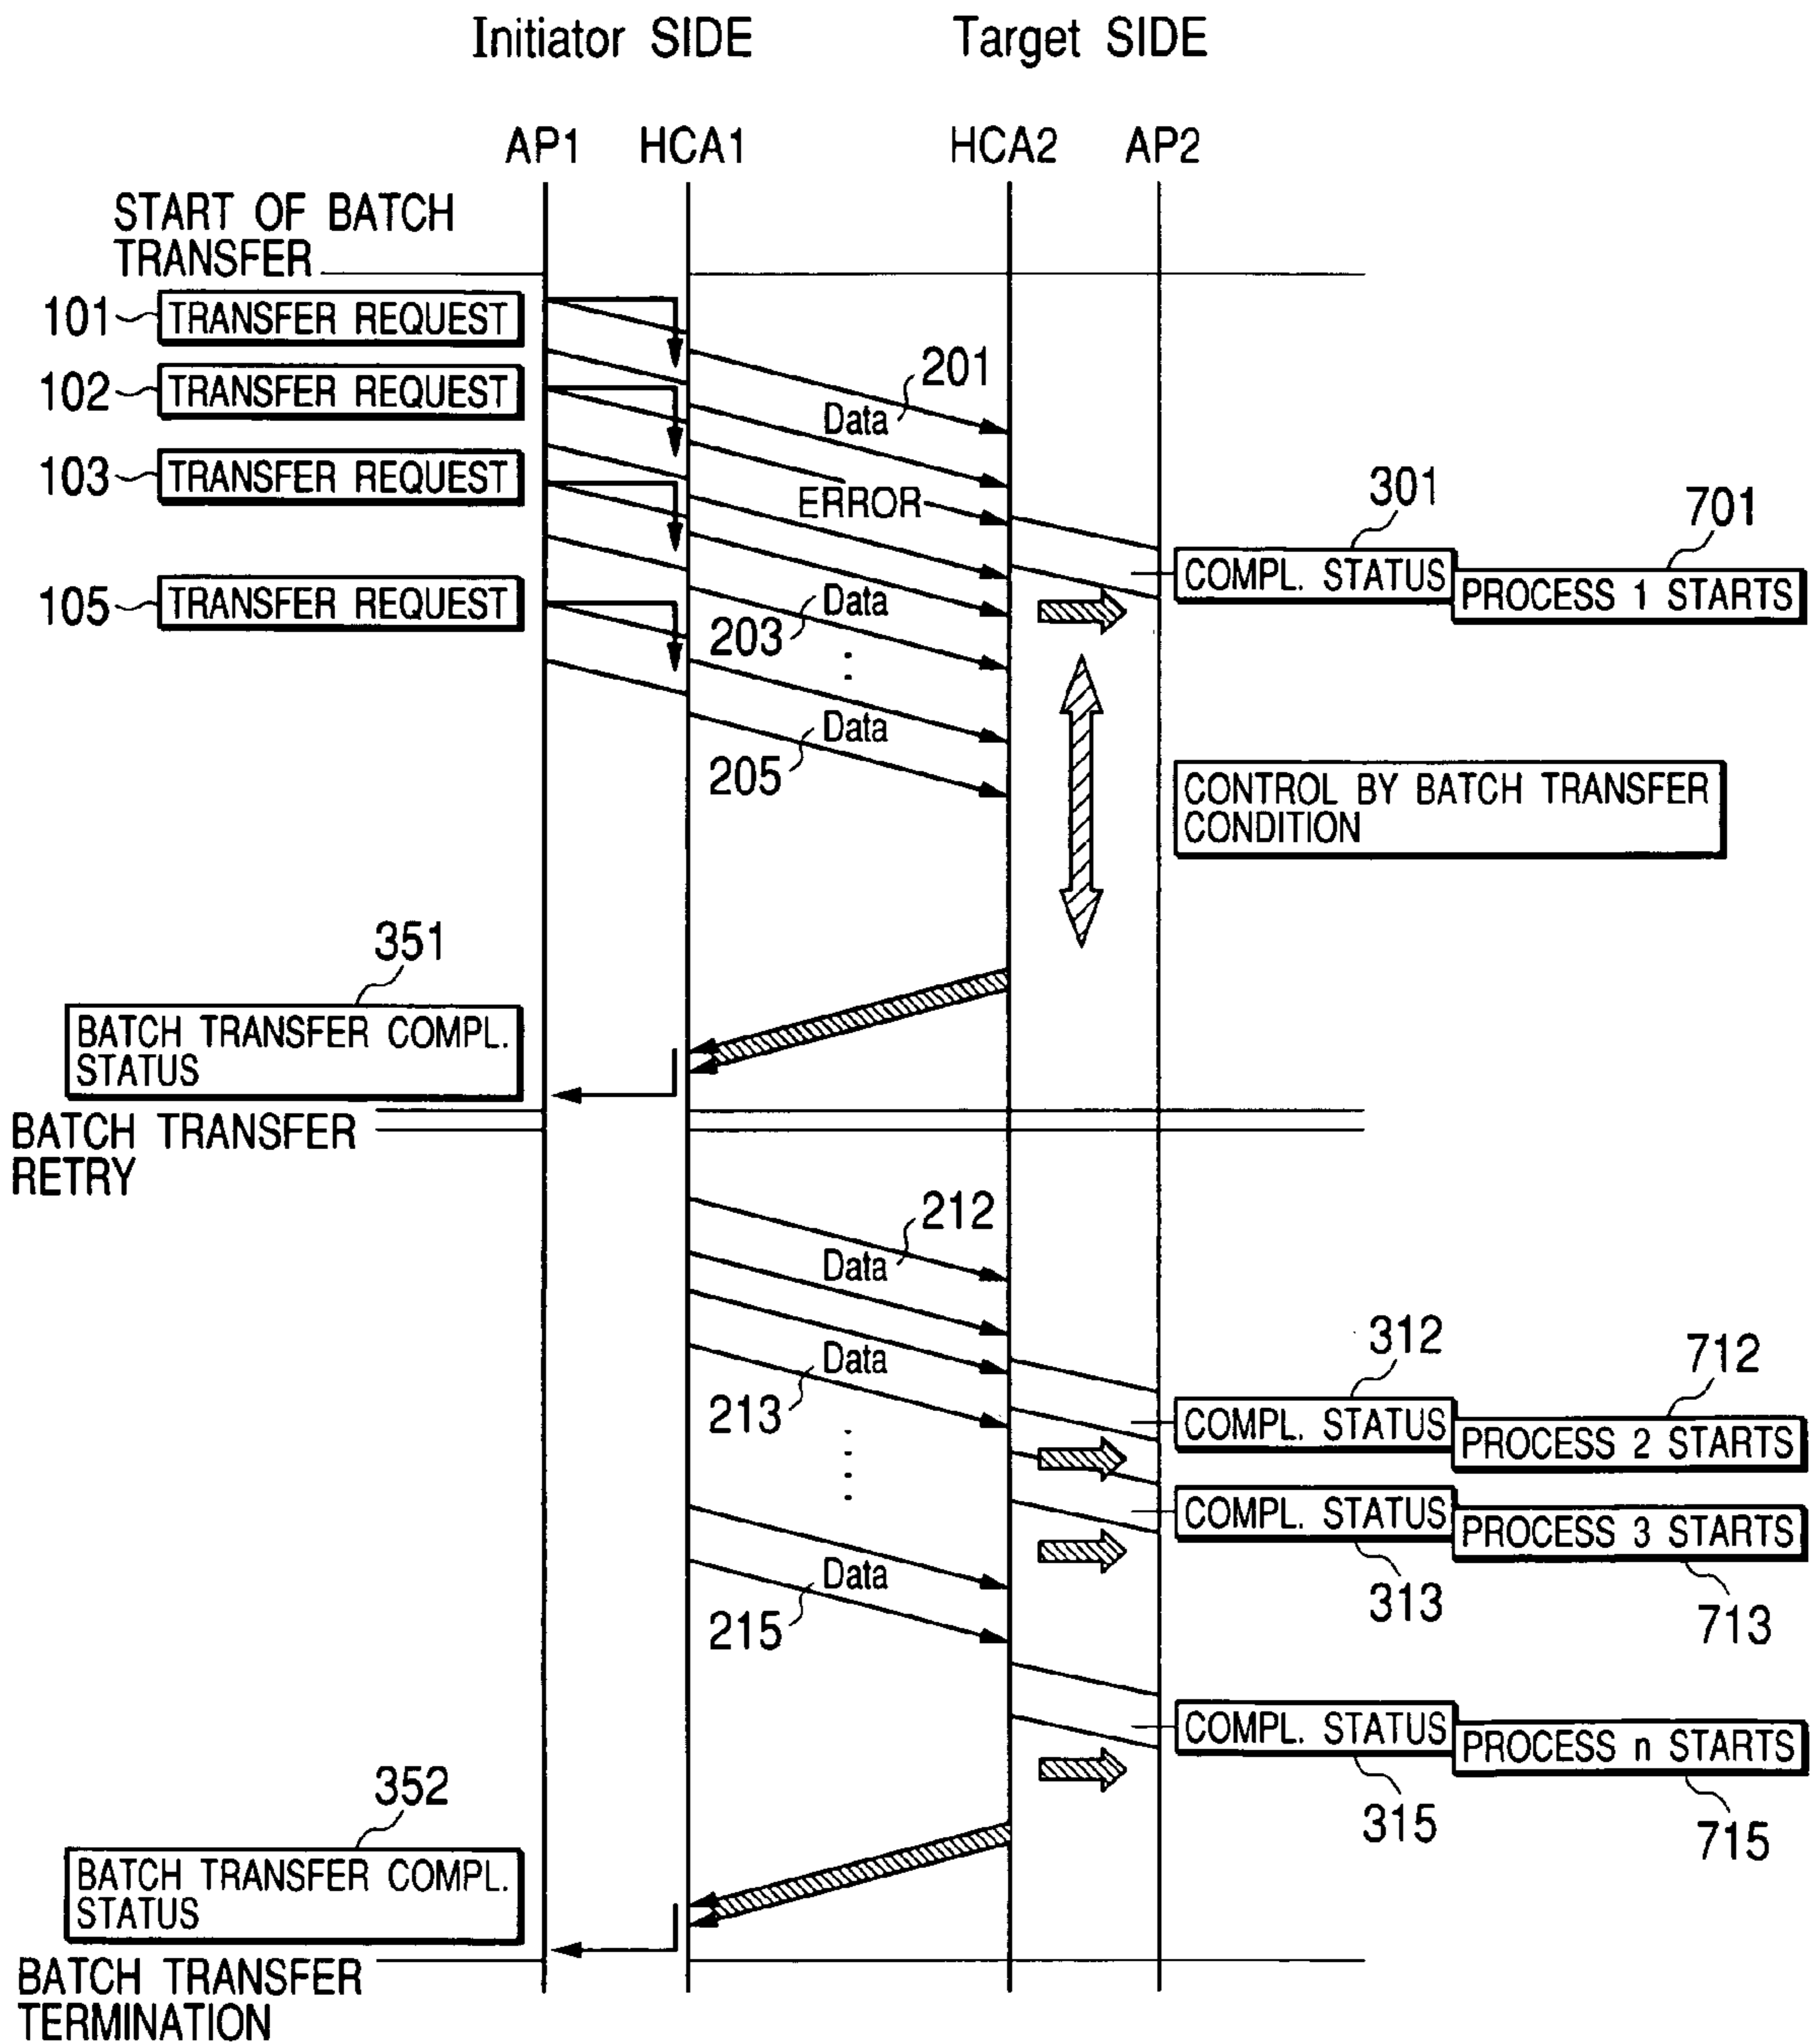 Initiator SIDE
Target SIDE
AP1
HCA1
HCA2
AP2
START OF BATCH
TRANSFER
101
TRANSFER REQUEST
201
102
TRANSFER REQUEST
Data
103
TRANSFER REQUEST
ERROR
301
701
COMPL. STATUS
PROCESS 1 STARTS
105
TRANSFER REQUEST
Data
203
Data
205
CONTROL BY BATCH TRANSFER
CONDITION
351
BATCH TRANSFER COMPL.
STATUS
BATCH TRANSFER
RETRY
212
Data
312
712
Data
213
COMPL. STATUS
PROCESS 2 STARTS
COMPL. STATUS
PROCESS 3 STARTS
313
713
Data
215
COMPL. STATUS
PROCESS n STARTS
315
715
352
BATCH TRANSFER COMPL.
STATUS
BATCH TRANSFER
TERMINATION